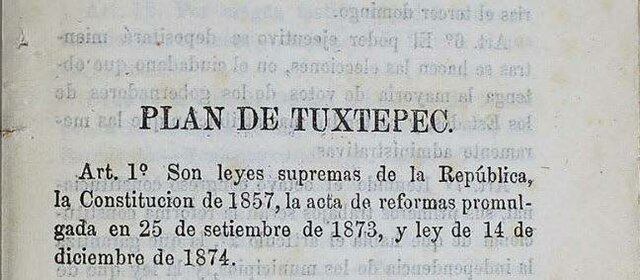 PLAN DE TUXTEPEC.
Art. 1º Son leyes supremas de la República,
la Constitucion de 1857, la acta de reformas promul-
gada en 25 de setiembre de 1873, y ley de 14 de
diciembre de 1874.